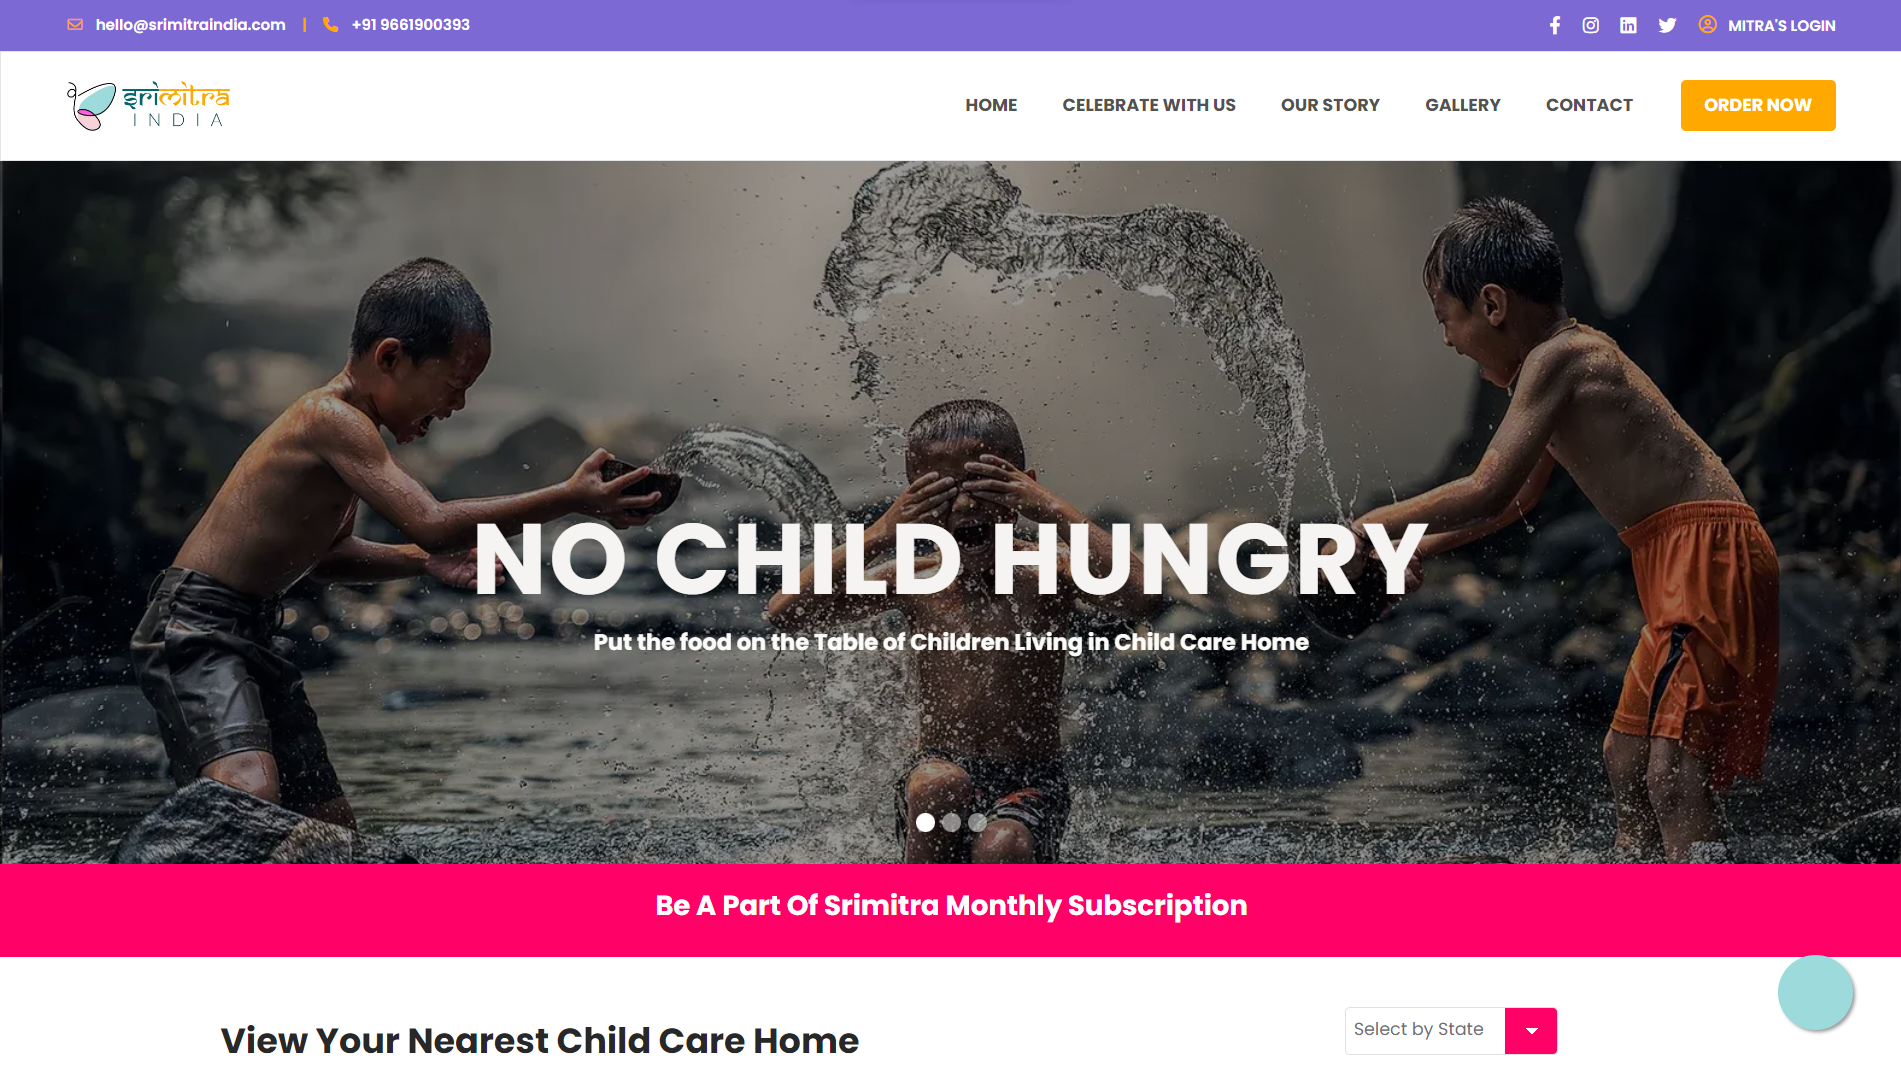 hello@srimitraindia.com | +91 9661900393
MITRA'S LOGIN
srimitra
INDIA
HOME CELEBRATE WITH US OUR STORY GALLERY CONTACT ORDER NOW
NO CHILD HUNGRY
Put the food on the Table of Children Living in Child Care Home
Be A Part Of Srimitra Monthly Subscription
View Your Nearest Child Care Home
Select by State